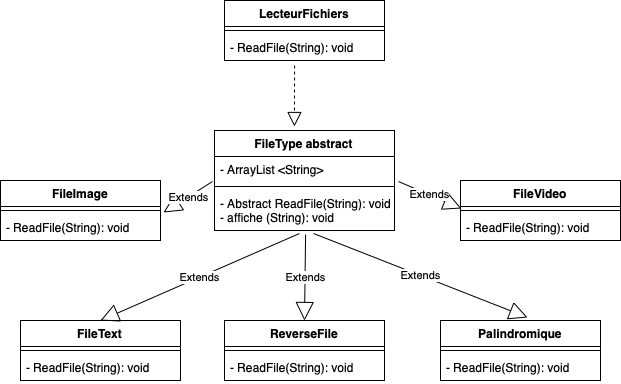 LecteurFichiers
- ReadFile(String): void
FileType abstract
- ArrayList <String>
- Abstract ReadFile(String): void
- affiche (String): void
FileImage
- ReadFile(String): void
Extends
Extends
FileVideo
- ReadFile(String): void
Extends
Extends
Extends
FileText
- ReadFile(String): void
ReverseFile
- ReadFile(String): void
Palindromique
- ReadFile(String): void